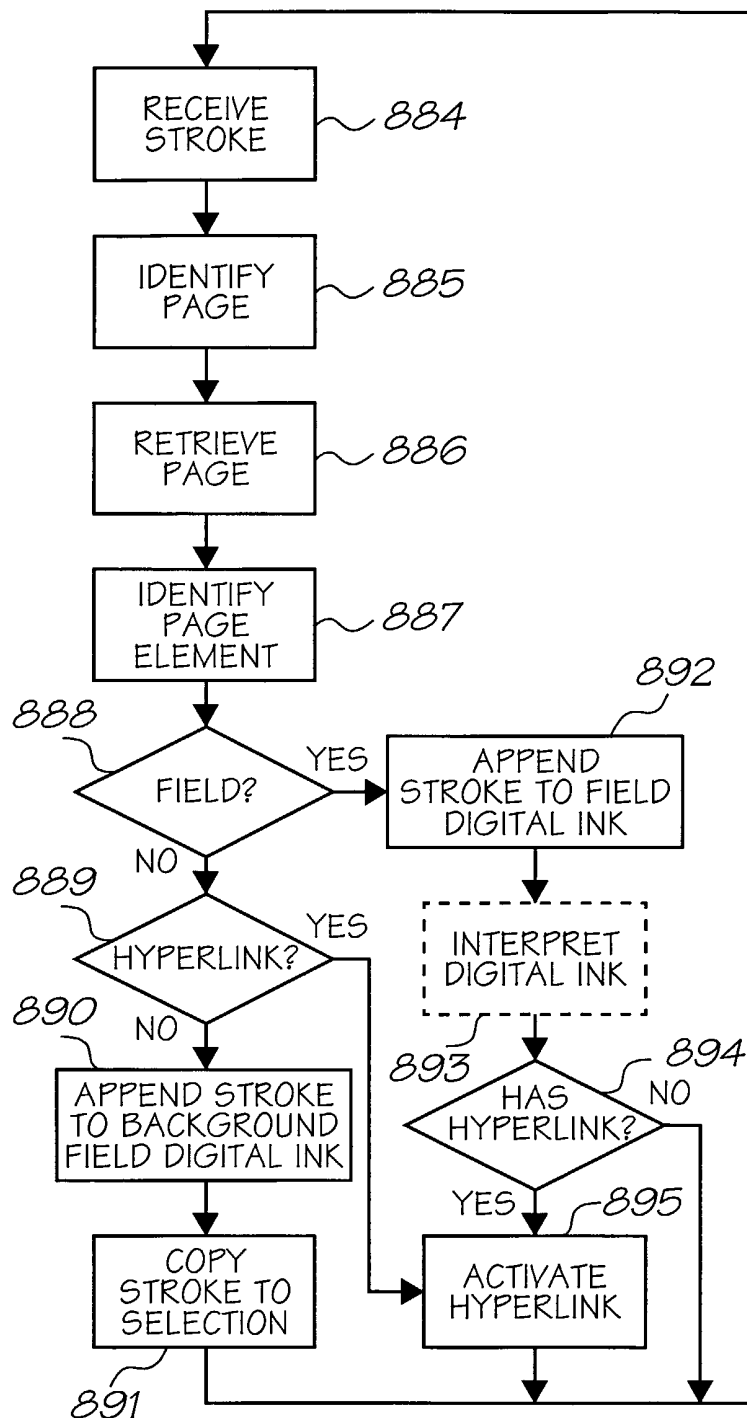 RECEIVE
STROKE
884
IDENTIFY
PAGE
885
RETRIEVE
PAGE
886
IDENTIFY
PAGE
ELEMENT
887
888
FIELD?
YES
NO
892
APPEND
STROKE TO FIELD
DIGITAL INK
889
HYPERLINK?
YES
NO
INTERPRET
DIGITAL INK
893
890
APPEND STROKE
TO BACKGROUND
FIELD DIGITAL INK
894
HAS
HYPERLINK?
NO
YES
895
COPY
STROKE TO
SELECTION
891
ACTIVATE
HYPERLINK